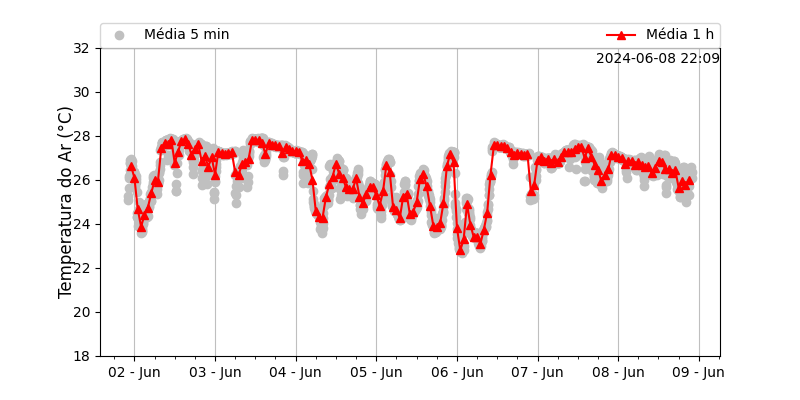 Média 5 min
Média 1 h
2024-06-08 22:09
Temperatura do Ar (°C)
32
30
28
26
24
22
20
18
02 - Jun
03 - Jun
04 - Jun
05 - Jun
06 - Jun
07 - Jun
08 - Jun
09 - Jun